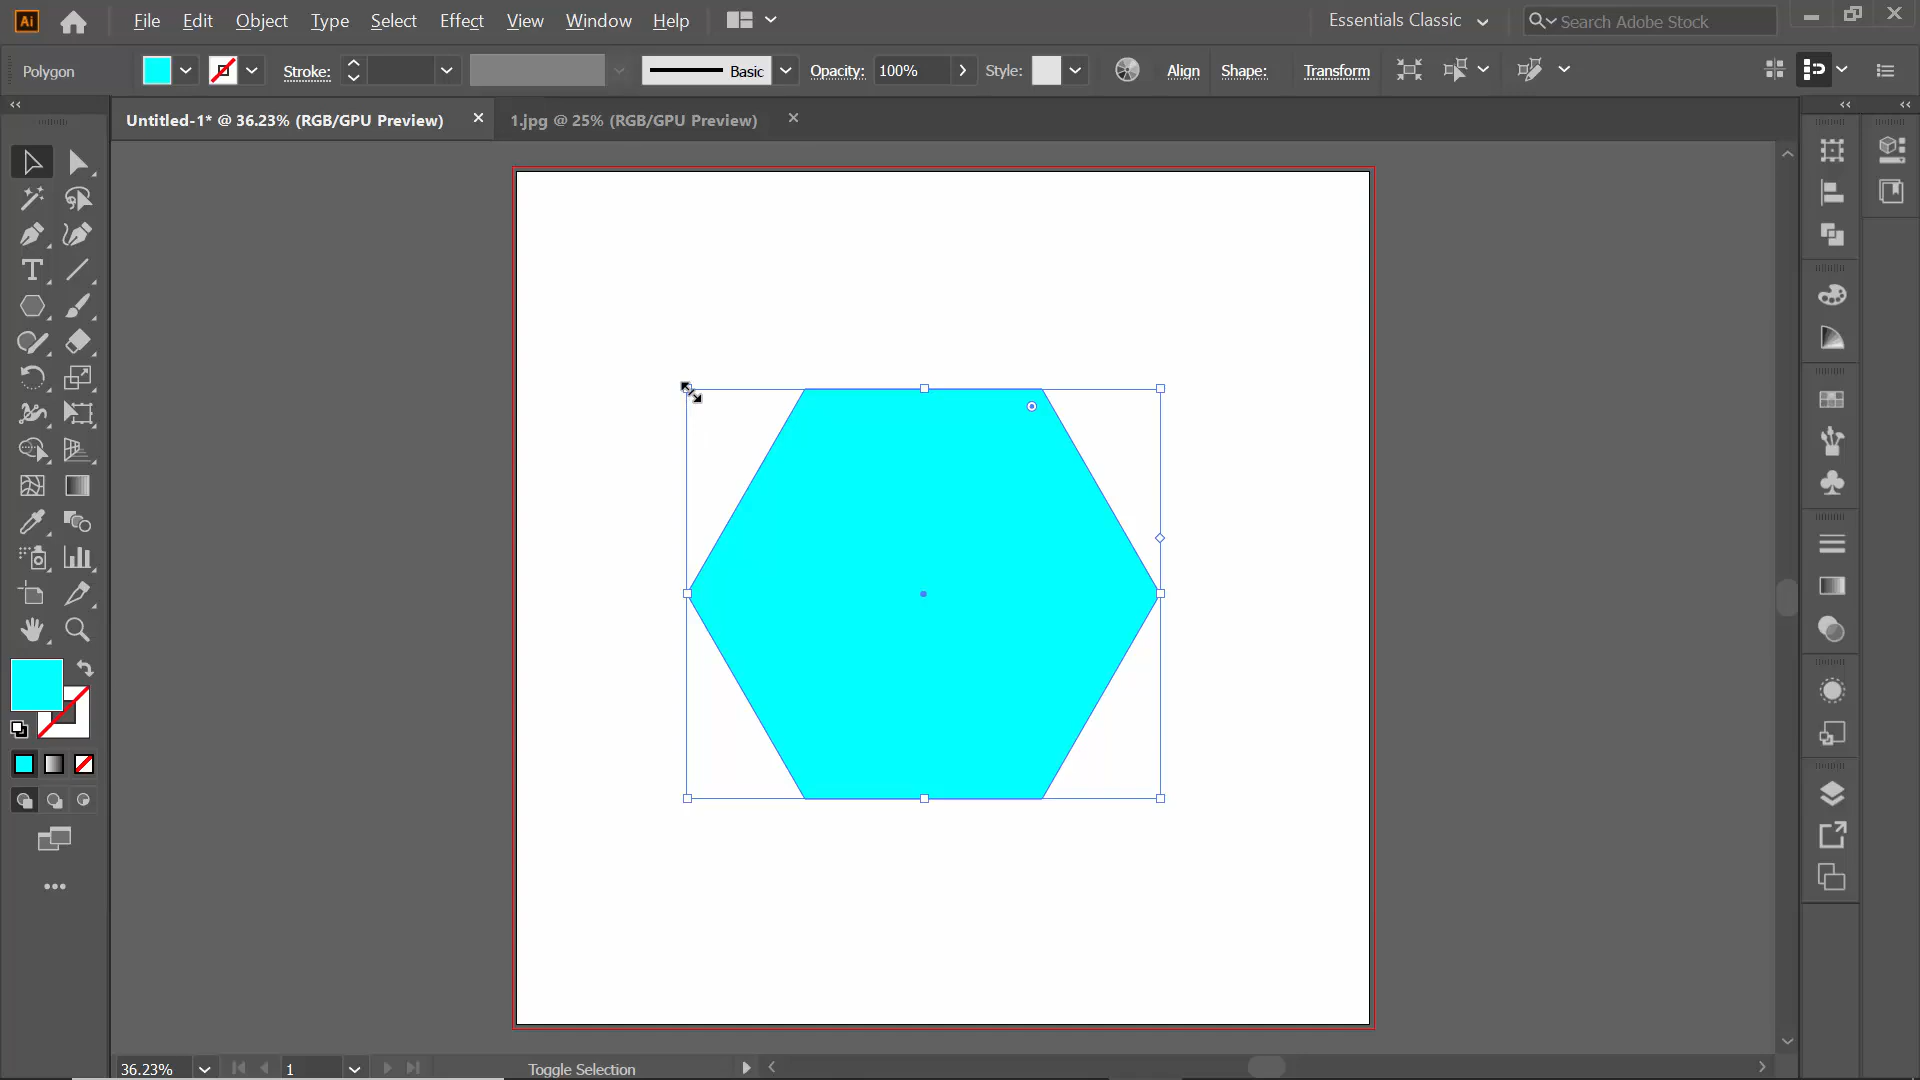 Ai File Edit Object Type Select Effect View Window Help Essentials Classic Search Adobe Stock
Polygon Stroke: Basic Opacity: 100% Style: Align Shape: Transform
Untitled-1* @ 36.23% (RGB/GPU Preview) 1.jpg @ 25% (RGB/GPU Preview)
36.23% 1 Toggle Selection